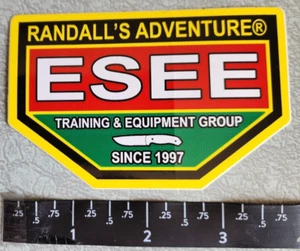 RANDALL'S ADVENTURE®
ESEE
TRAINING & EQUIPMENT GROUP
SINCE 1997
.25 .5 .75 1 .25 .5 .75 2 .25 .5 .75 3 .25 .5 .75